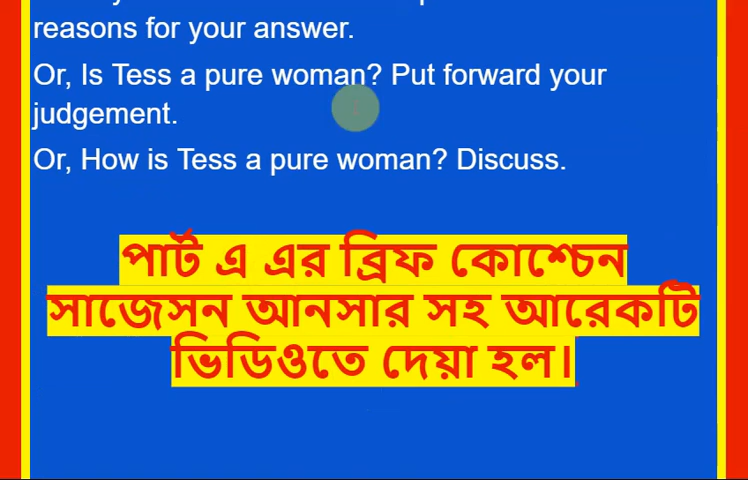 reasons for your answer.
Or, Is Tess a pure woman? Put forward your
judgement.
Or, How is Tess a pure woman? Discuss.
পার্ট এ এর ব্রিফ কোশ্চেন
সাজেসন আনসার সহ আরেকটি
ভিডিওতে দেয়া হল।